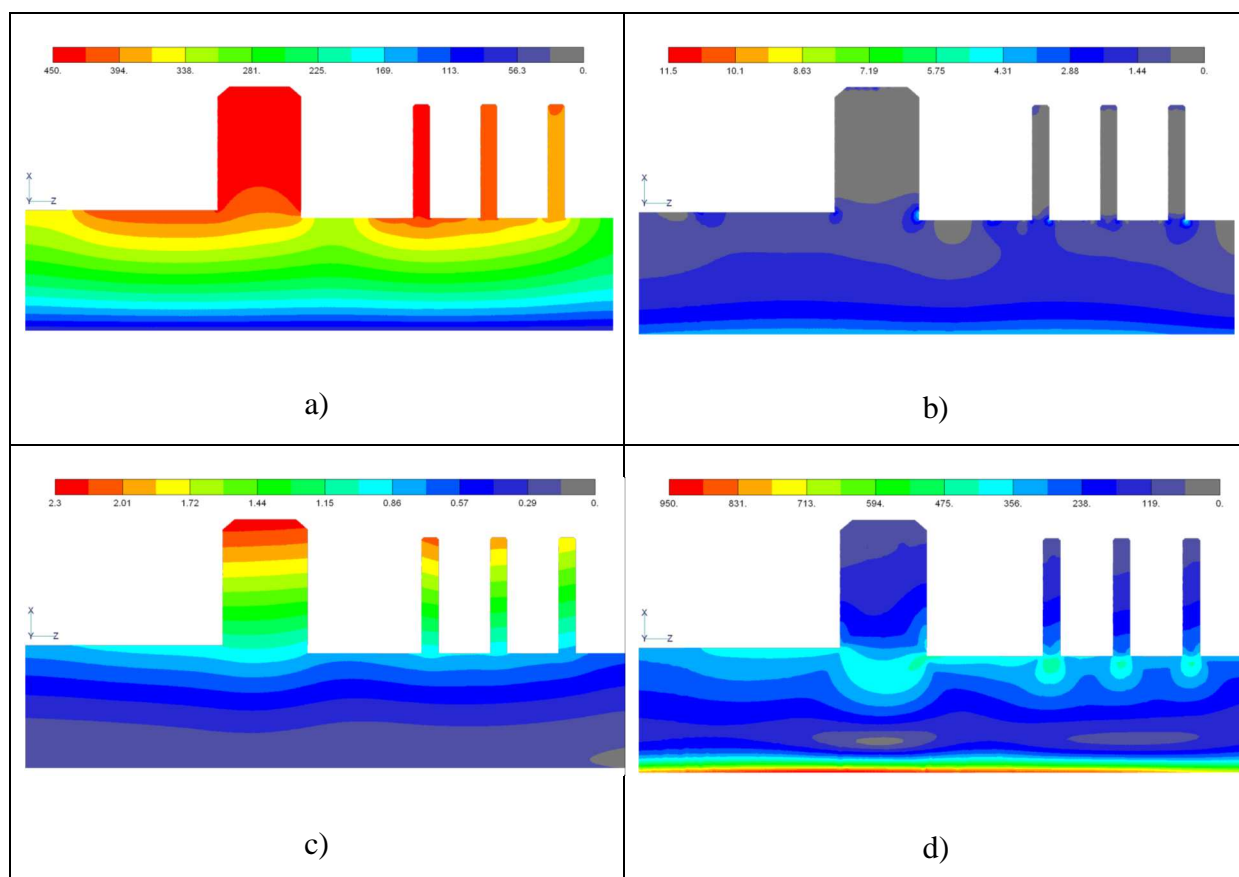 450. 394. 338. 281. 225. 169. 113. 56.3 0.
X
Y Z
a)
11.5 10.1 8.63 7.19 5.75 4.31 2.88 1.44 0.
X
Y Z
b)
2.3 2.01 1.72 1.44 1.15 0.86 0.57 0.29 0.
X
Y Z
c)
950. 831. 713. 594. 475. 356. 238. 119. 0.
X
Y Z
d)